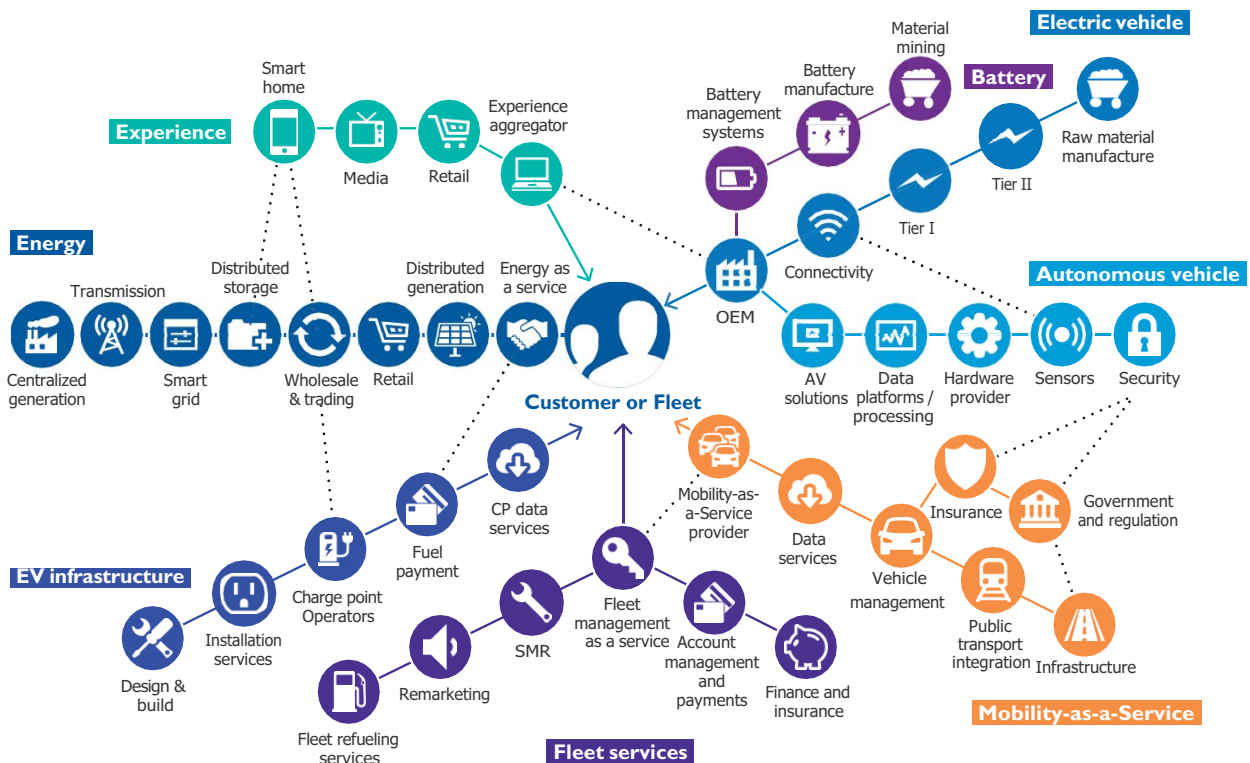 Electric vehicle
Material
mining
Battery
Battery
manufacture
Smart
home
Battery
management
systems
Experience
aggregator
Experience
Raw material
manufacture
Media
Retail
Tier II
Tier I
Energy
Connectivity
Distributed
storage
Distributed
generation
Energy as
a service
Autonomous vehicle
Transmission
OEM
Centralized
generation
Smart
grid
Wholesale
& trading
Retail
AV
solutions
Data
platforms /
processing
Hardware
provider
Sensors
Security
Customer or Fleet
Mobility-as-
a-Service
provider
CP data
services
Insurance
Government
and regulation
Data
services
Fuel
payment
EV infrastructure
Vehicle
management
Charge point
Operators
Fleet
management
as a service
Installation
services
SMR
Account
management
and
payments
Public
transport
integration
Infrastructure
Design &
build
Remarketing
Finance and
insurance
Mobility-as-a-Service
Fleet refueling
services
Fleet services